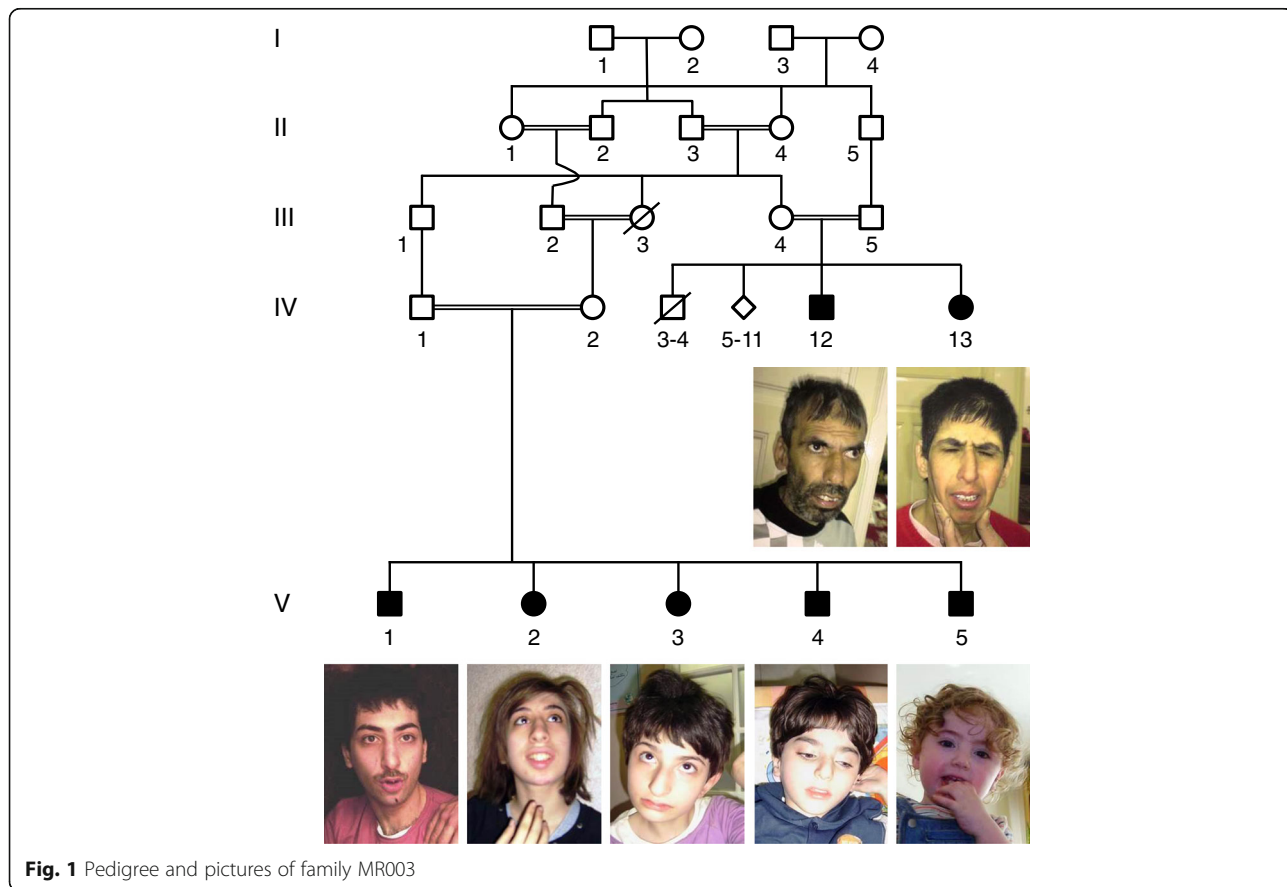 I
1 2 3 4
II
1 2 3 4 5
III
1 2 3 4 5
IV
1 2 3-4 5-11 12 13
V
1 2 3 4 5
Fig. 1 Pedigree and pictures of family MR003